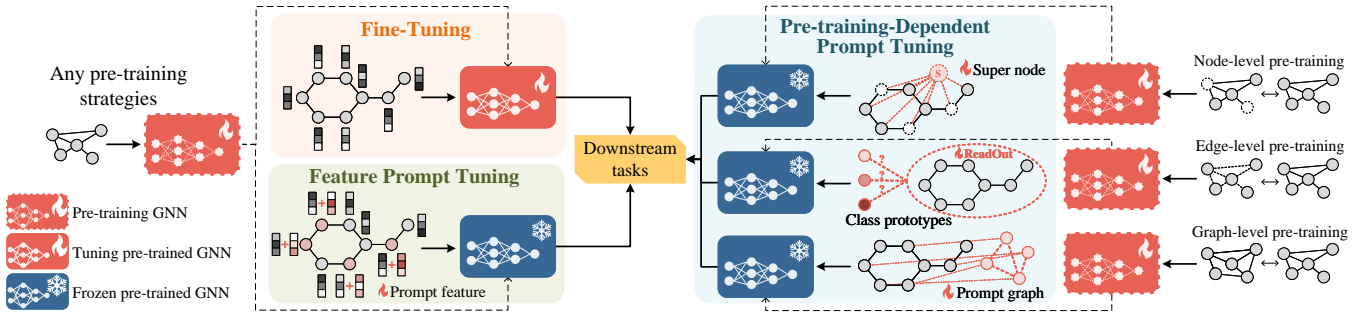 Any pre-training
strategies
Pre-training GNN
Tuning pre-trained GNN
Frozen pre-trained GNN
Fine-Tuning
Feature Prompt Tuning
Prompt feature
Downstream
tasks
Pre-training-Dependent
Prompt Tuning
S
Super node
ReadOut
? ? ?
Class prototypes
Prompt graph
Node-level pre-training
Edge-level pre-training
Graph-level pre-training